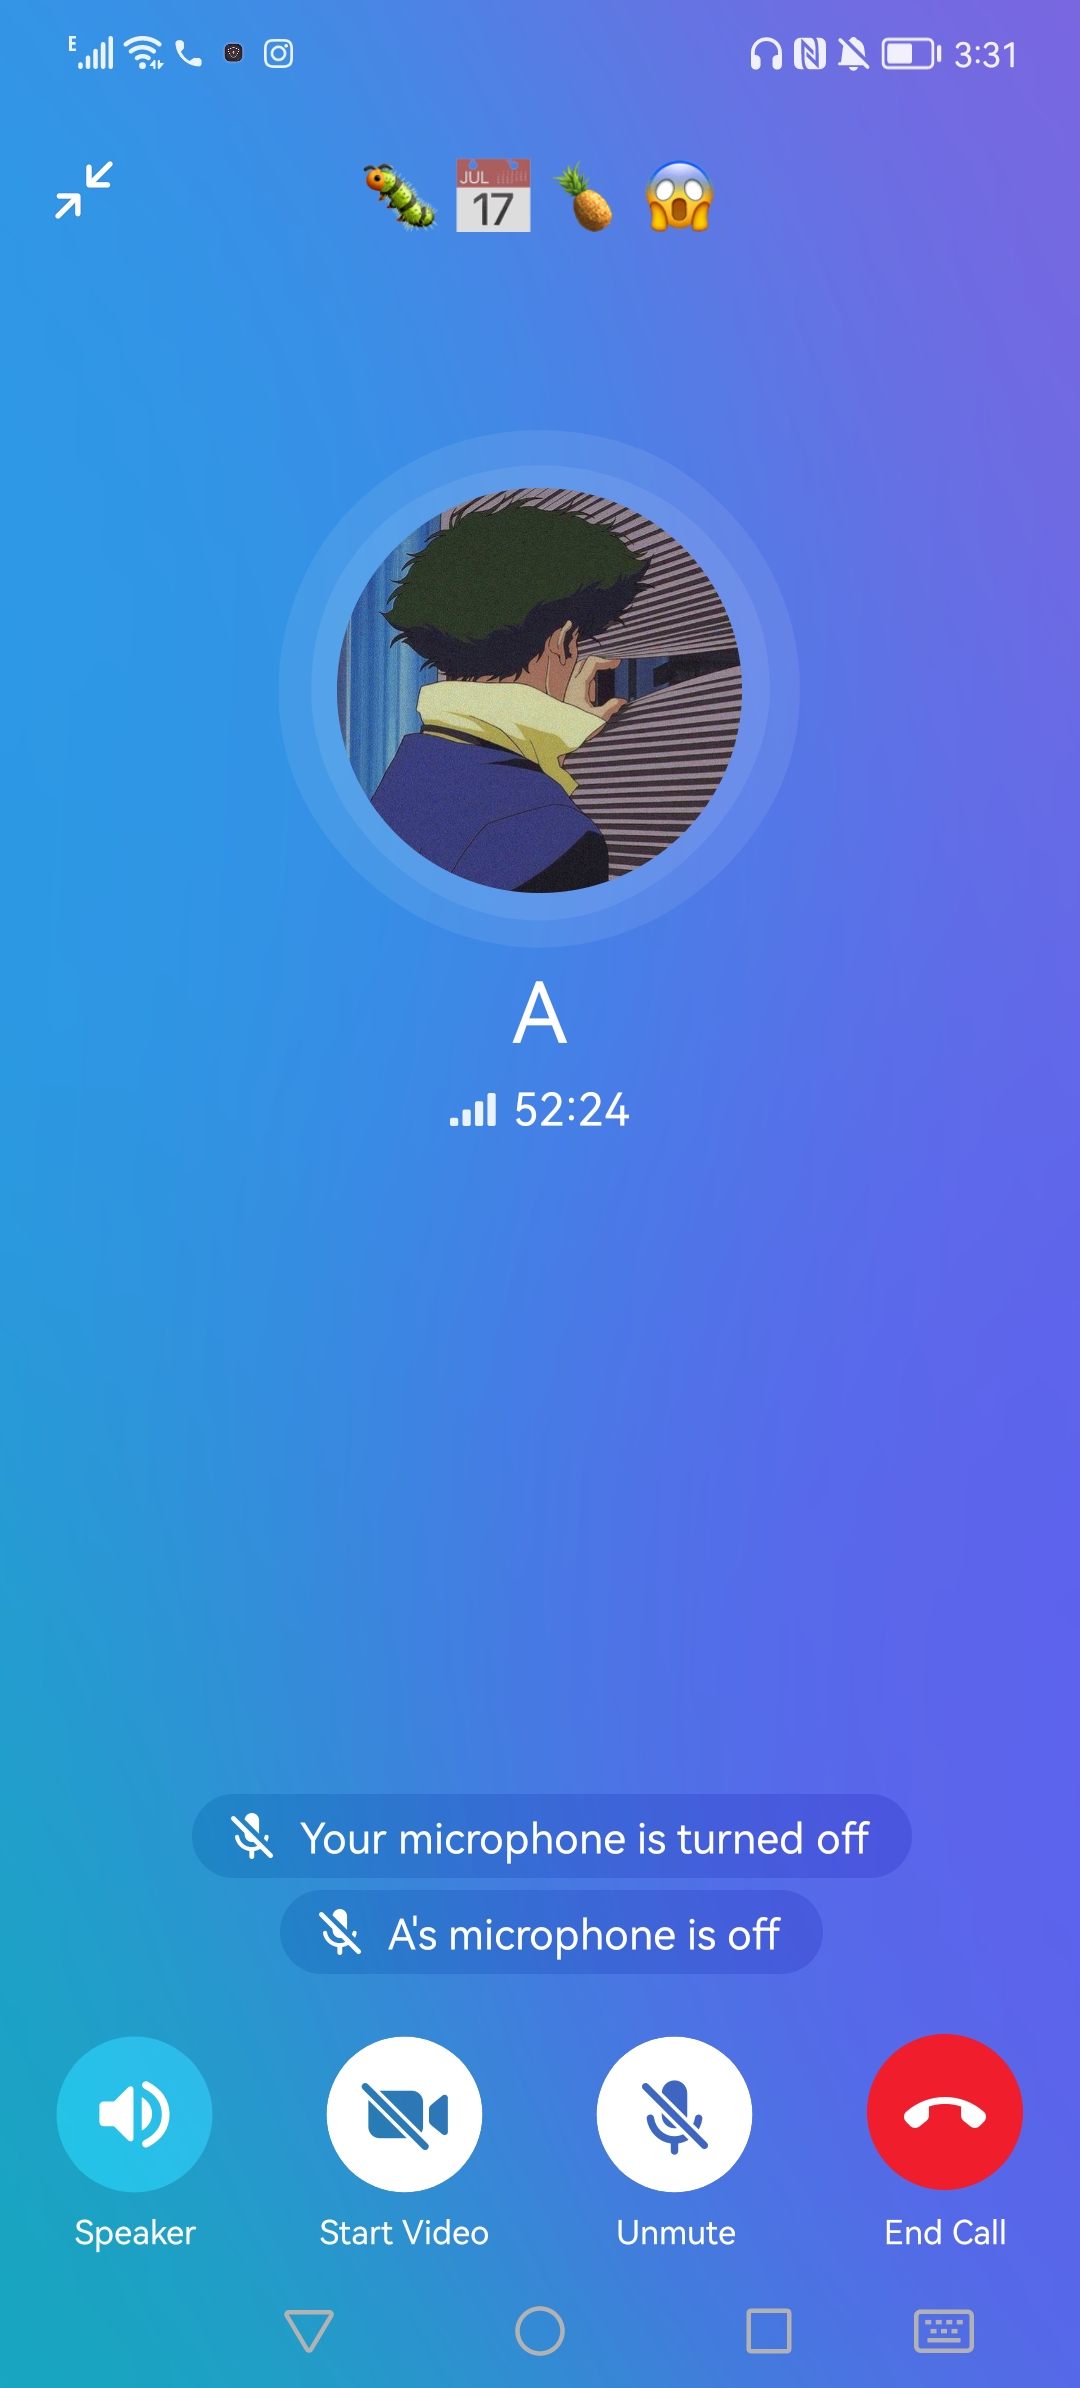 E 3:31
JUL
17
A
52:24
Your microphone is turned off
A's microphone is off
Speaker Start Video Unmute End Call